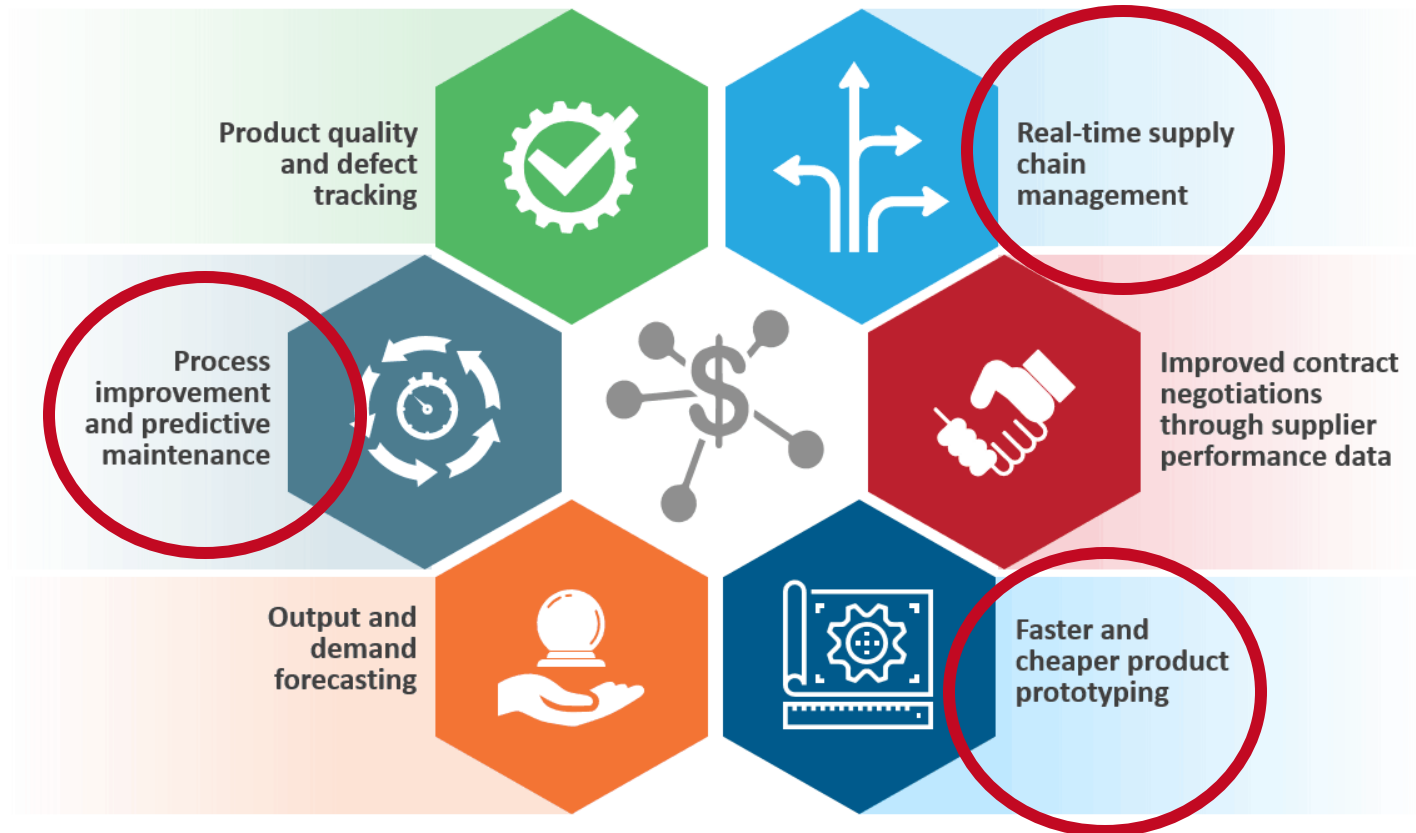 Product quality
and defect
tracking
Real-time supply
chain
management
Process
improvement
and predictive
maintenance
$
Improved contract
negotiations
through supplier
performance data
Output and
demand
forecasting
Faster and
cheaper product
prototyping